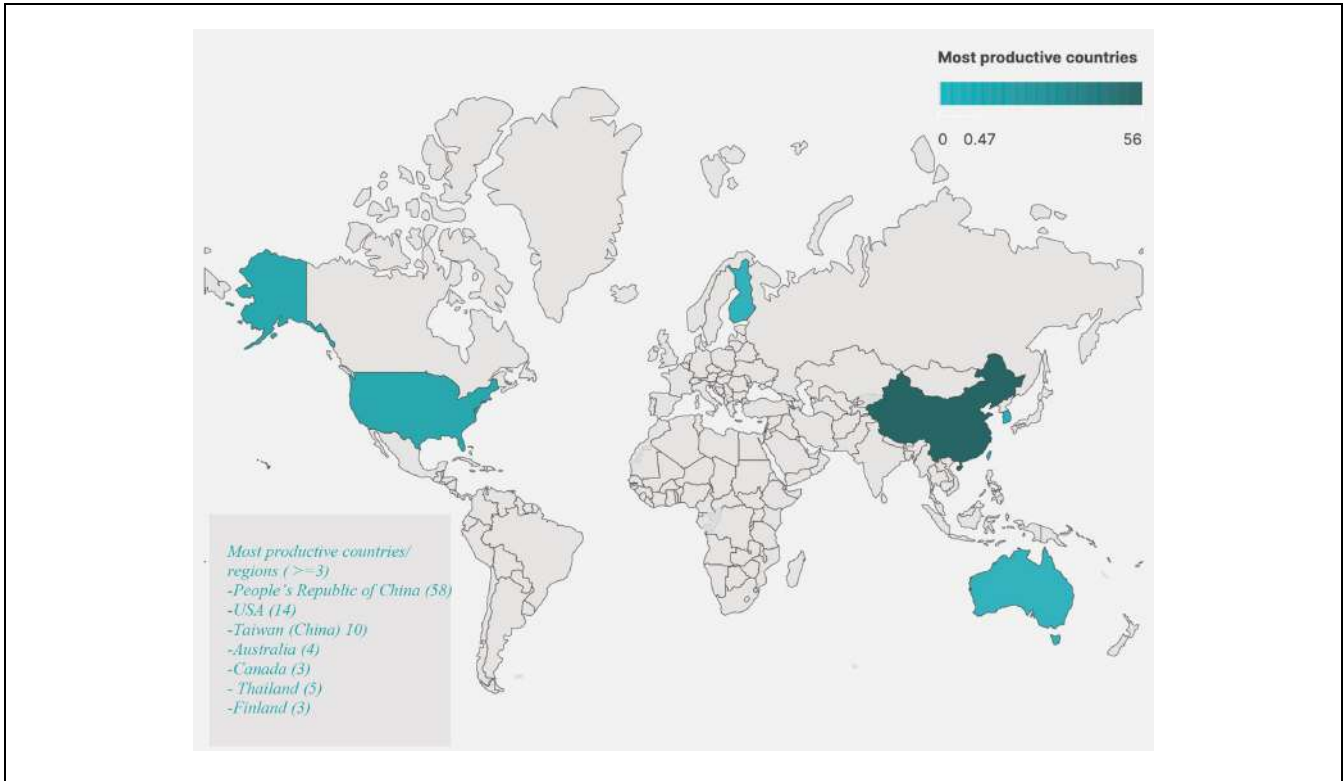 Most productive countries
0 0.47 56
Most productive countries/
regions ( >=3)
-People's Republic of China (58)
-USA (14)
-Taiwan (China) 10)
-Australia (4)
-Canada (3)
- Thailand (5)
-Finland (3)